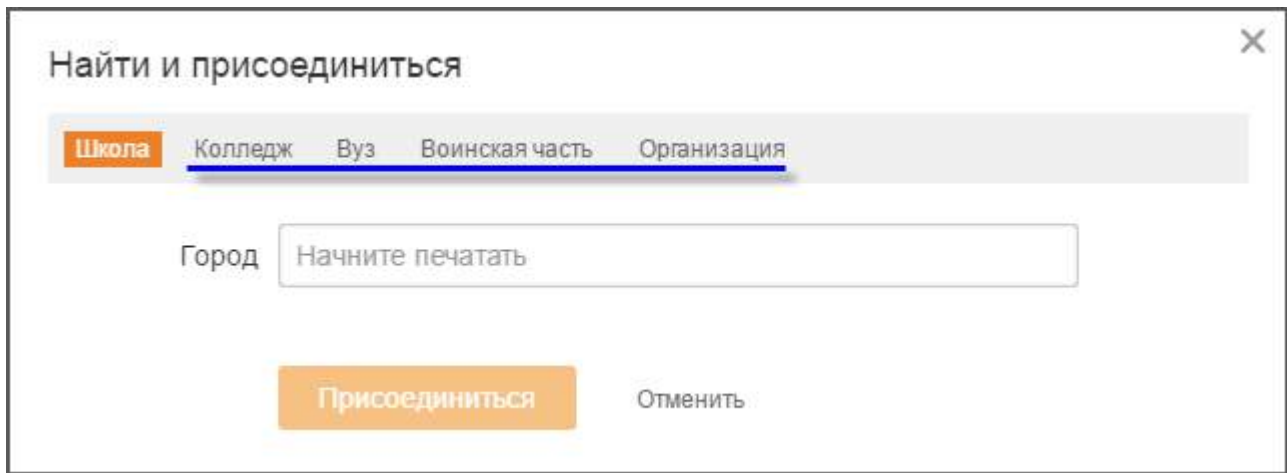 Найти и присоединиться
Школа Колледж Вуз Воинская часть Организация
Город Начните печатать
Присоединиться Отменить